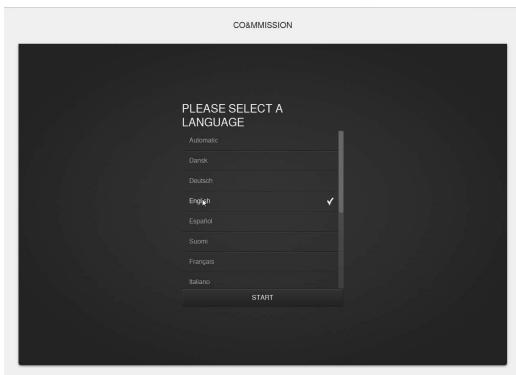 CO&MMISSION
PLEASE SELECT A
LANGUAGE
Automatic
Dansk
Deutsch
English
Español
Suomi
Français
Italiano
START